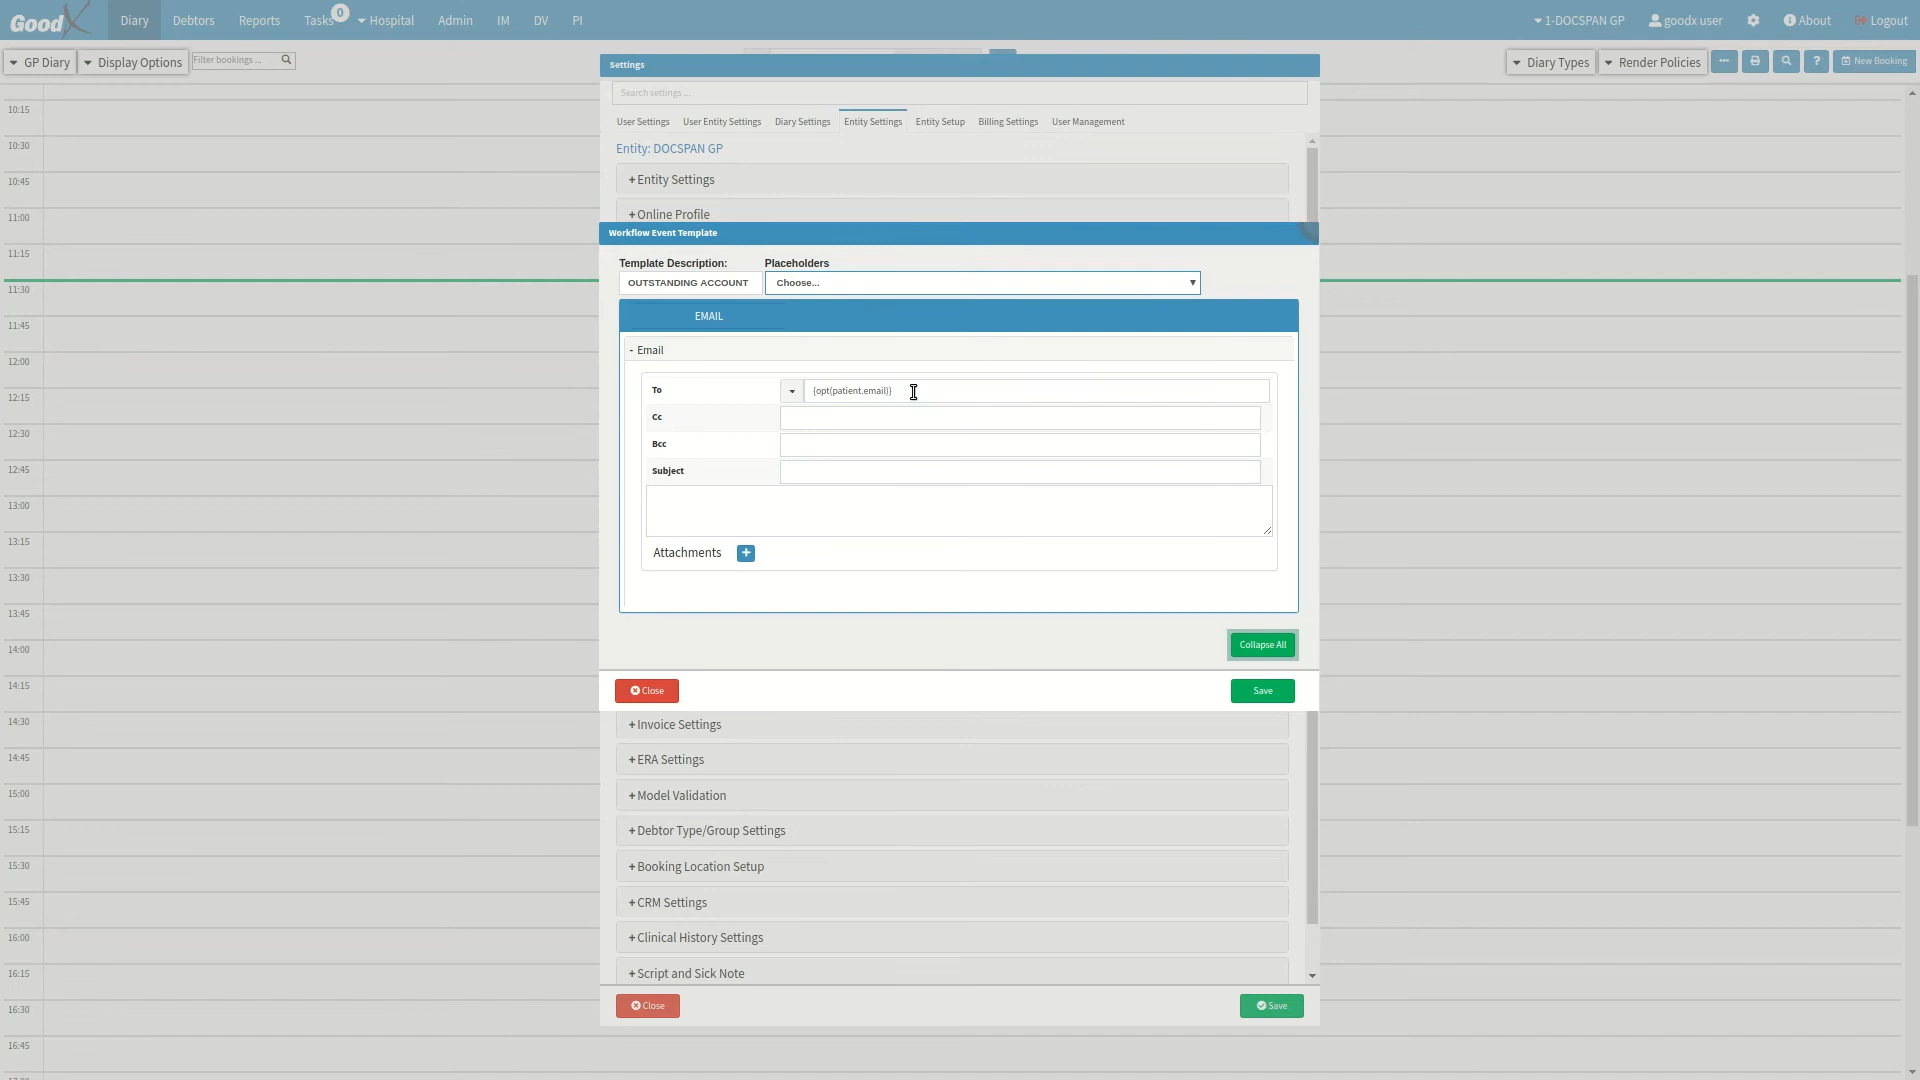 GoodX
Diary
Debtors
Reports
Tasks
0
Hospital
Admin
IM
DV
PI
1-DOCSPAN GP
goodx user
About
Logout
GP Diary
Display Options
Filter bookings ...
Diary Types
Render Policies
...
?
New Booking
Settings
Search settings ...
User Settings
User Entity Settings
Diary Settings
Entity Settings
Entity Setup
Billing Settings
User Management
Entity: DOCSPAN GP
+Entity Settings
+Online Profile
Workflow Event Template
Template Description:
Placeholders
OUTSTANDING ACCOUNT
Choose...
EMAIL
- Email
To
{opt(patient.email)}
Cc
Bcc
Subject
Attachments
+
Collapse All
Close
Save
+Invoice Settings
+ERA Settings
+Model Validation
+Debtor Type/Group Settings
+Booking Location Setup
+CRM Settings
+Clinical History Settings
+Script and Sick Note
Close
Save
10:15
10:30
10:45
11:00
11:15
11:30
11:45
12:00
12:15
12:30
12:45
13:00
13:15
13:30
13:45
14:00
14:15
14:30
14:45
15:00
15:15
15:30
15:45
16:00
16:15
16:30
16:45